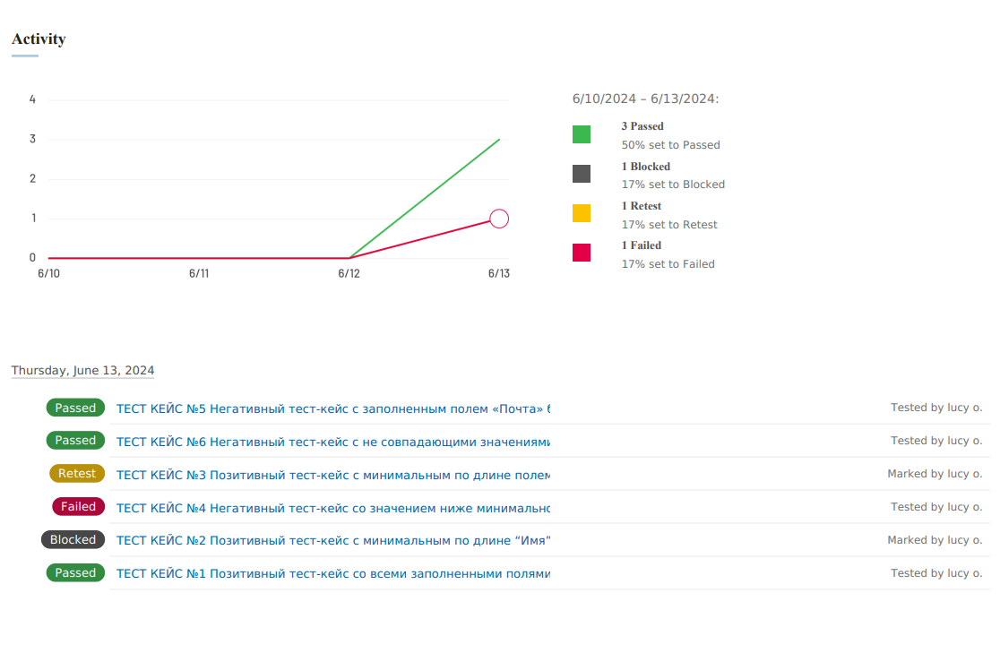 Activity
4
3
2
1
0
6/10 6/11 6/12 6/13
6/10/2024 – 6/13/2024:
3 Passed
50% set to Passed
1 Blocked
17% set to Blocked
1 Retest
17% set to Retest
1 Failed
17% set to Failed
Thursday, June 13, 2024
Passed ТЕСТ КЕЙС №5 Негативный тест-кейс с заполненным полем «Почта» Tested by lucy o.
Passed ТЕСТ КЕЙС №6 Негативный тест-кейс с не совпадающими значениями Tested by lucy o.
Retest ТЕСТ КЕЙС №3 Позитивный тест-кейс с минимальным по длине полем Marked by lucy o.
Failed ТЕСТ КЕЙС №4 Негативный тест-кейс со значением ниже минимально Tested by lucy o.
Blocked ТЕСТ КЕЙС №2 Позитивный тест-кейс с минимальным по длине “Имя” Marked by lucy o.
Passed ТЕСТ КЕЙС №1 Позитивный тест-кейс со всеми заполненными полями Tested by lucy o.